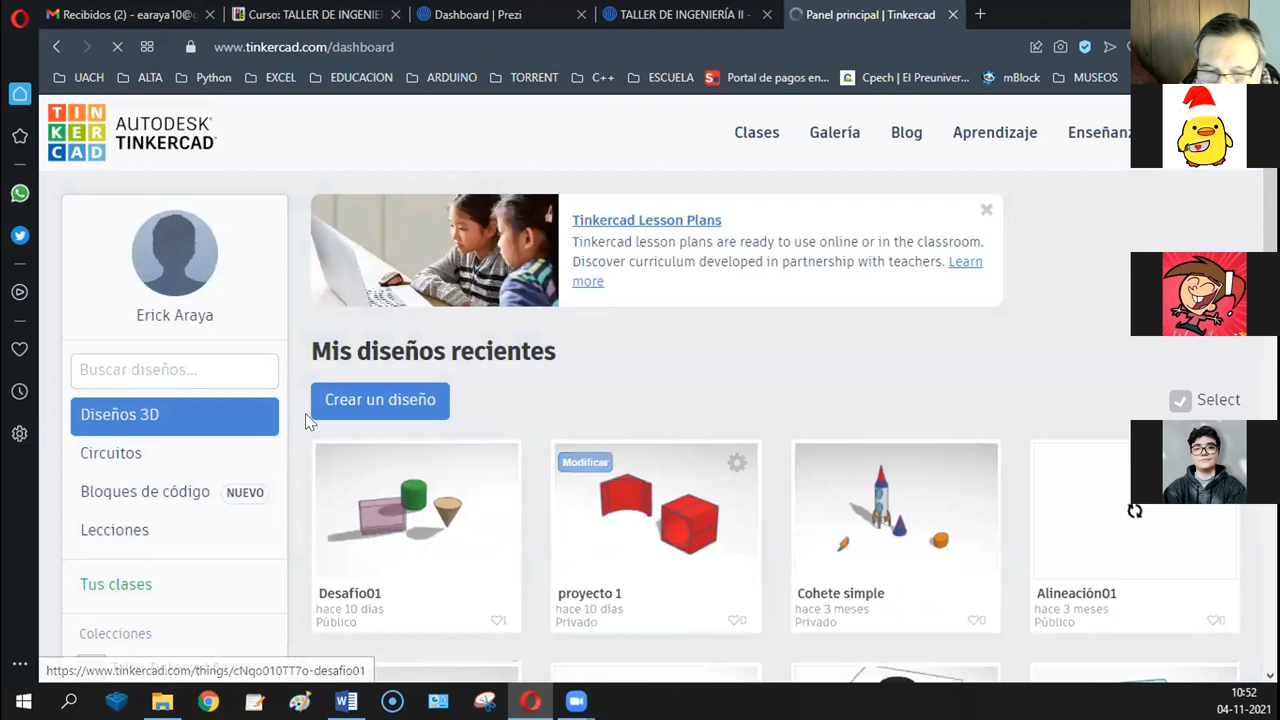 Recibidos (2) - earaya10@g
Curso: TALLER DE INGENIE
Dashboard | Prezi
TALLER DE INGENIERÍA II -
Panel principal | Tinkercad
www.tinkercad.com/dashboard
UACH
ALTA
Python
EXCEL
EDUCACION
ARDUINO
TORRENT
C++
ESCUELA
Portal de pagos en...
Cpech | El Preuniver...
mBlock
MUSEOS
TIN
KER
CAD
AUTODESK®
TINKERCAD®
Clases
Galería
Blog
Aprendizaje
Enseñanz
Tinkercad Lesson Plans
Tinkercad lesson plans are ready to use online or in the classroom.
Discover curriculum developed in partnership with teachers. Learn
more
Erick Araya
Buscar diseños...
Diseños 3D
Circuitos
Bloques de código NUEVO
Lecciones
Tus clases
Colecciones
Mis diseños recientes
Crear un diseño
Select
Modificar
Desafío01
hace 10 días
Público
1
proyecto 1
hace 10 días
Privado
0
Cohete simple
hace 3 meses
Privado
0
Alineación01
hace 3 meses
Público
0
https://www.tinkercad.com/things/cNqo010TT7o-desafio01
10:52
04-11-2021